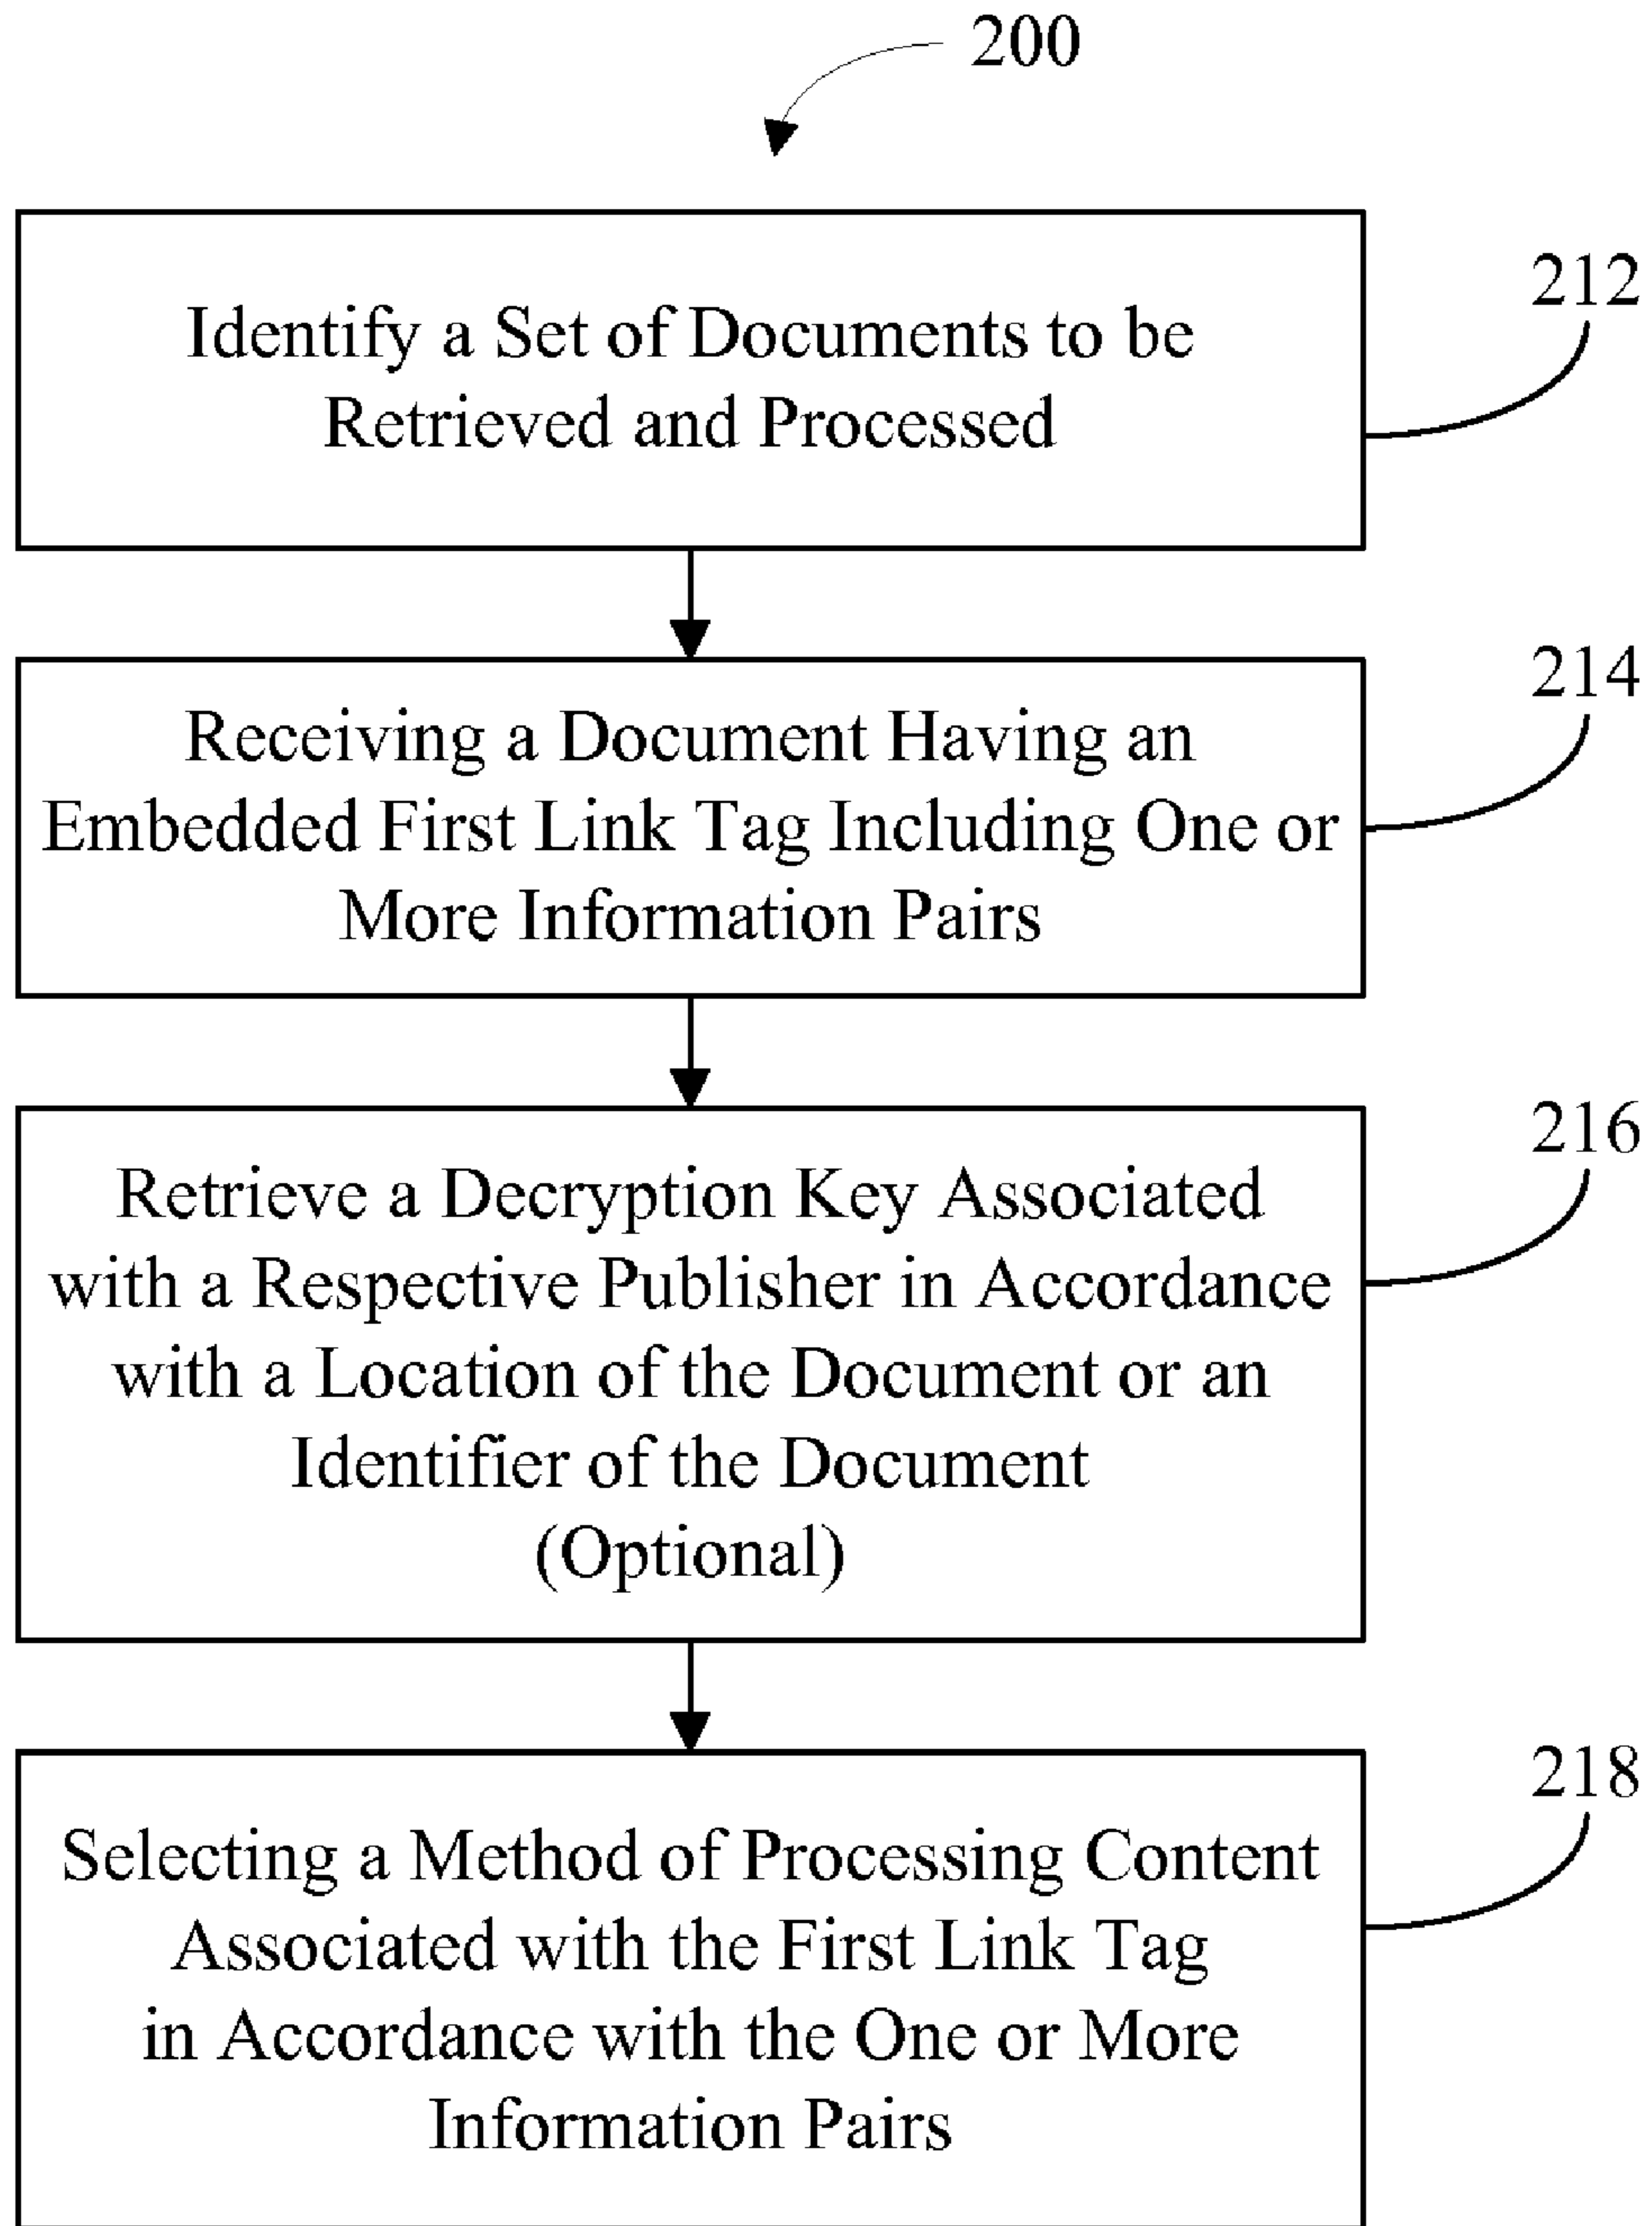 200
Identify a Set of Documents to be
Retrieved and Processed
212
Receiving a Document Having an
Embedded First Link Tag Including One or
More Information Pairs
214
Retrieve a Decryption Key Associated
with a Respective Publisher in Accordance
with a Location of the Document or an
Identifier of the Document
(Optional)
216
Selecting a Method of Processing Content
Associated with the First Link Tag
in Accordance with the One or More
Information Pairs
218